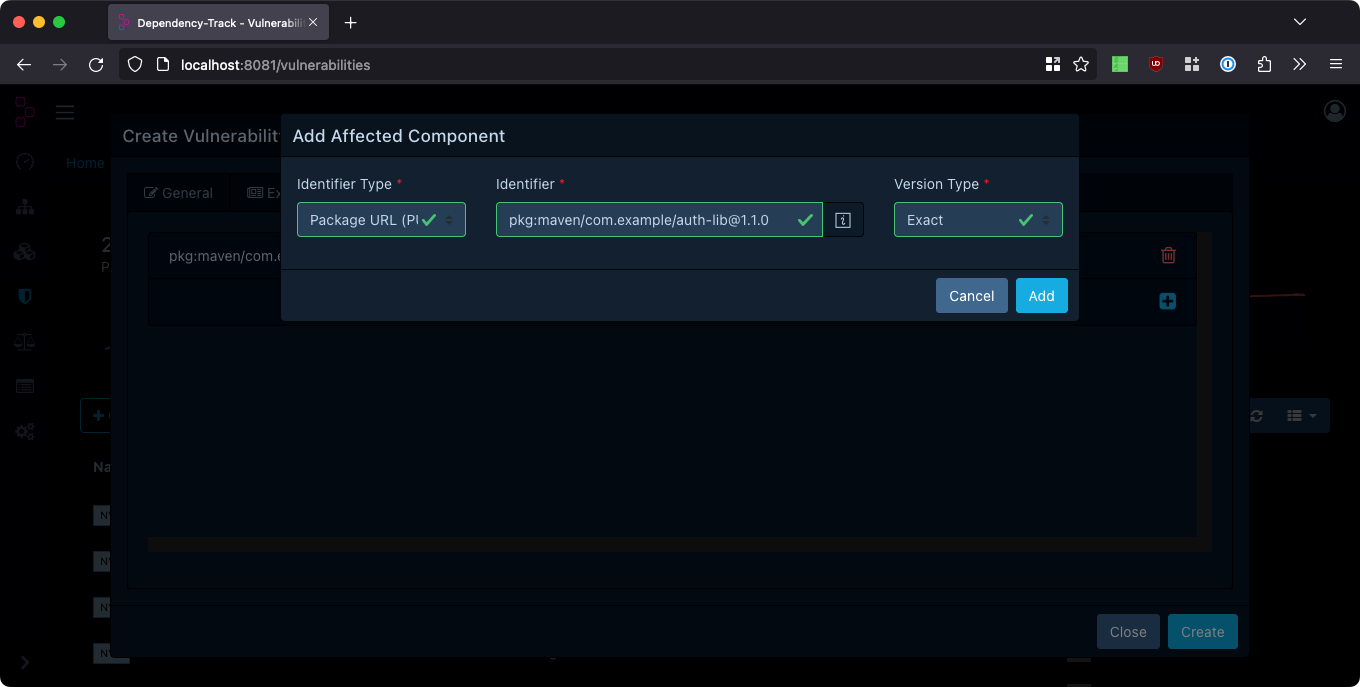 Dependency-Track - Vulnerabili
localhost:8081/vulnerabilities
Create Vulnerabilit
Add Affected Component
Home
Identifier Type *
Identifier *
Version Type *
General
Ex
Package URL (PU
pkg:maven/com.example/auth-lib@1.1.0
Exact
2
P
pkg:maven/com.e
Cancel
Add
Na
Close
Create